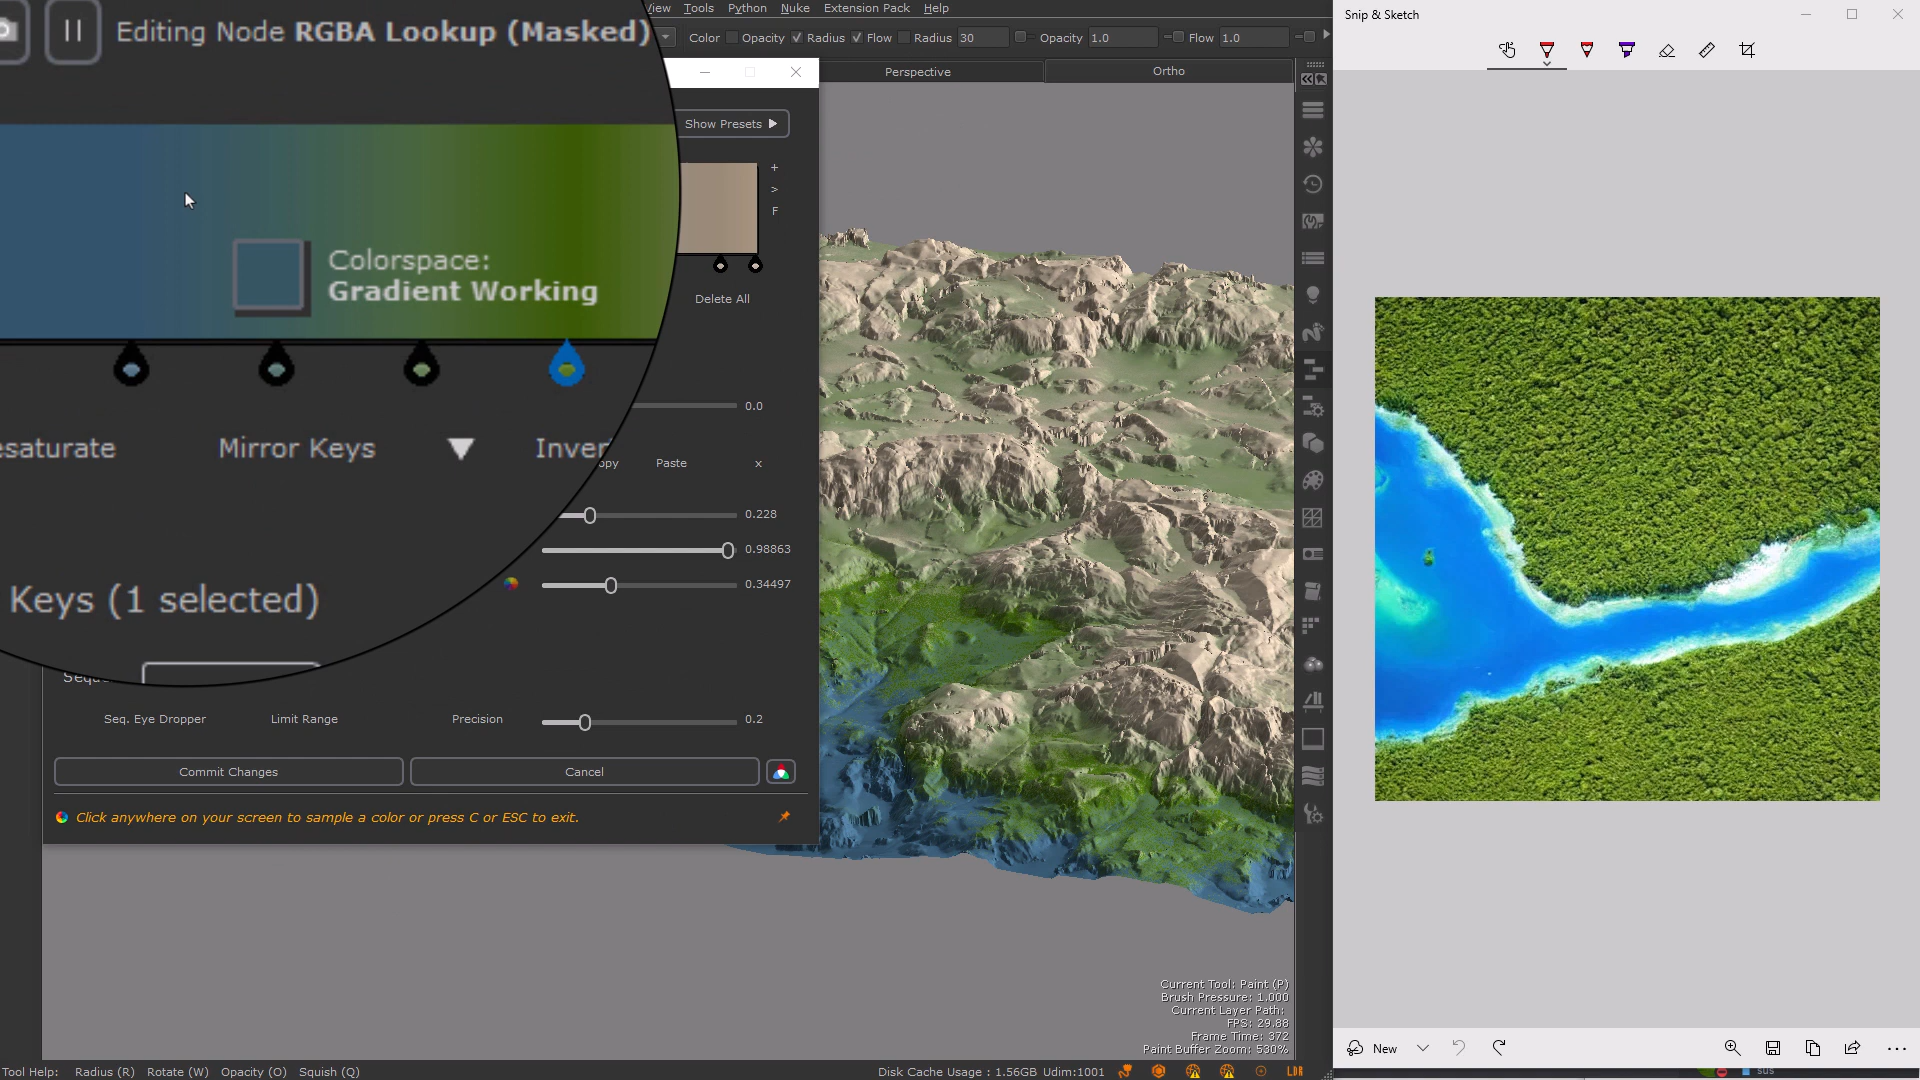 Editing Node RGBA Lookup (Masked)
View Tools Python Nuke Extension Pack Help
Color Opacity Radius Flow Radius 30 Opacity 1.0 Flow 1.0
Perspective
Ortho
Show Presets
+
>
F
Colorspace:
Gradient Working
Delete All
0.0
Mirror Keys
Paste x
0.228
0.98863
0.34497
Keys (1 selected)
Seq. Eye Dropper Limit Range Precision 0.2
Commit Changes Cancel
Click anywhere on your screen to sample a color or press C or ESC to exit.
Current Tool: Paint (P)
Brush Pressure: 1.000
Current Layer Path:
FPS: 29.88
Frame Time: 372
Paint Buffer Zoom: 530%
Tool Help: Radius (R) Rotate (W) Opacity (O) Squish (Q)
Disk Cache Usage : 1.56GB Udim:1001 LDR
Snip & Sketch
New
sus